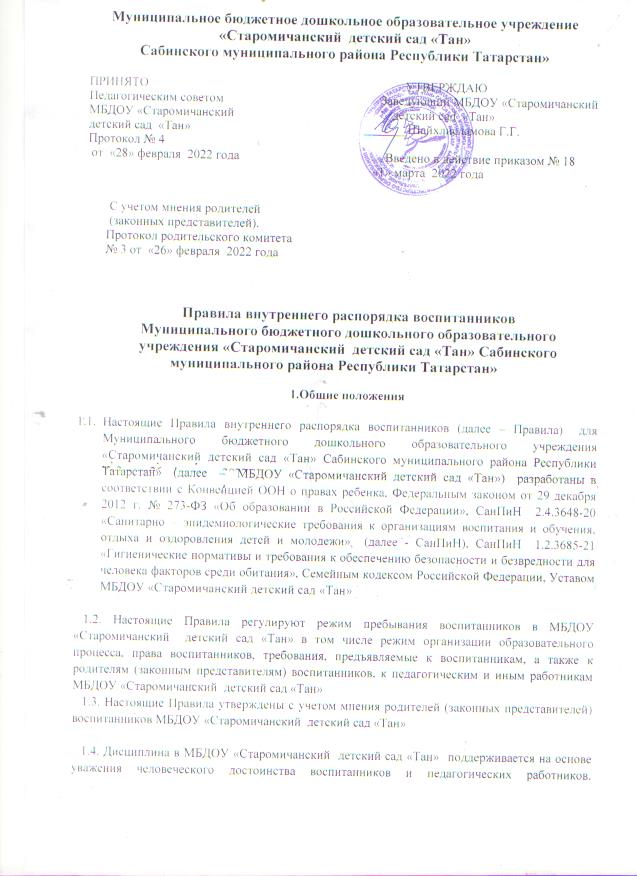 Муниципальное бюджетное дошкольное образовательное учреждение
«Старомичанский детский сад «Тан»
Сабинского муниципального района Республики Татарстан»
ПРИНЯТО
Педагогическим советом
МБДОУ «Старомичанский
детский сад «Тан»
Протокол № 4
от «28» февраля 2022 года
УТВЕРЖДАЮ
Заведующий МБДОУ «Старомичанский
детский сад «Тан»
Шайхлисламова Г.Г.
Введено в действие приказом № 18
«1» марта 2022 года
С учетом мнения родителей
(законных представителей).
Протокол родительского комитета
№ 3 от «26» февраля 2022 года
Правила внутреннего распорядка воспитанников
Муниципального бюджетного дошкольного образовательного
учреждения «Старомичанский детский сад «Тан» Сабинского
муниципального района Республики Татарстан»
1.Общие положения
1.1. Настоящие Правила внутреннего распорядка воспитанников (далее – Правила) для
Муниципального бюджетного дошкольного образовательного учреждения
«Старомичанский детский сад «Тан» Сабинского муниципального района Республики
Татарстан» (далее – МБДОУ «Старомичанский детский сад «Тан») разработаны в
соответствии с Конвенцией ООН о правах ребенка, Федеральным законом от 29 декабря
2012 г. № 273-ФЗ «Об образовании в Российской Федерации», СанПиН 2.4.3648-20
«Санитарно – эпидемиологические требования к организациям воспитания и обучения,
отдыха и оздоровления детей и молодежи», (далее - СанПиН), СанПиН 1.2.3685-21
«Гигиенические нормативы и требования к обеспечению безопасности и безвредности для
человека факторов среди обитания», Семейным кодексом Российской Федерации, Уставом
МБДОУ «Старомичанский детский сад «Тан»
1.2. Настоящие Правила регулируют режим пребывания воспитанников в МБДОУ
«Старомичанский детский сад «Тан» в том числе режим организации образовательного
процесса, права воспитанников, требования, предъявляемые к воспитанникам, а также к
родителям (законным представителям) воспитанников, к педагогическим и иным работникам
МБДОУ «Старомичанский детский сад «Тан»
1.3. Настоящие Правила утверждены с учетом мнения родителей (законных представителей)
воспитанников МБДОУ «Старомичанский детский сад «Тан»
1.4. Дисциплина в МБДОУ «Старомичанский детский сад «Тан» поддерживается на основе
уважения человеческого достоинства воспитанников и педагогических работников.